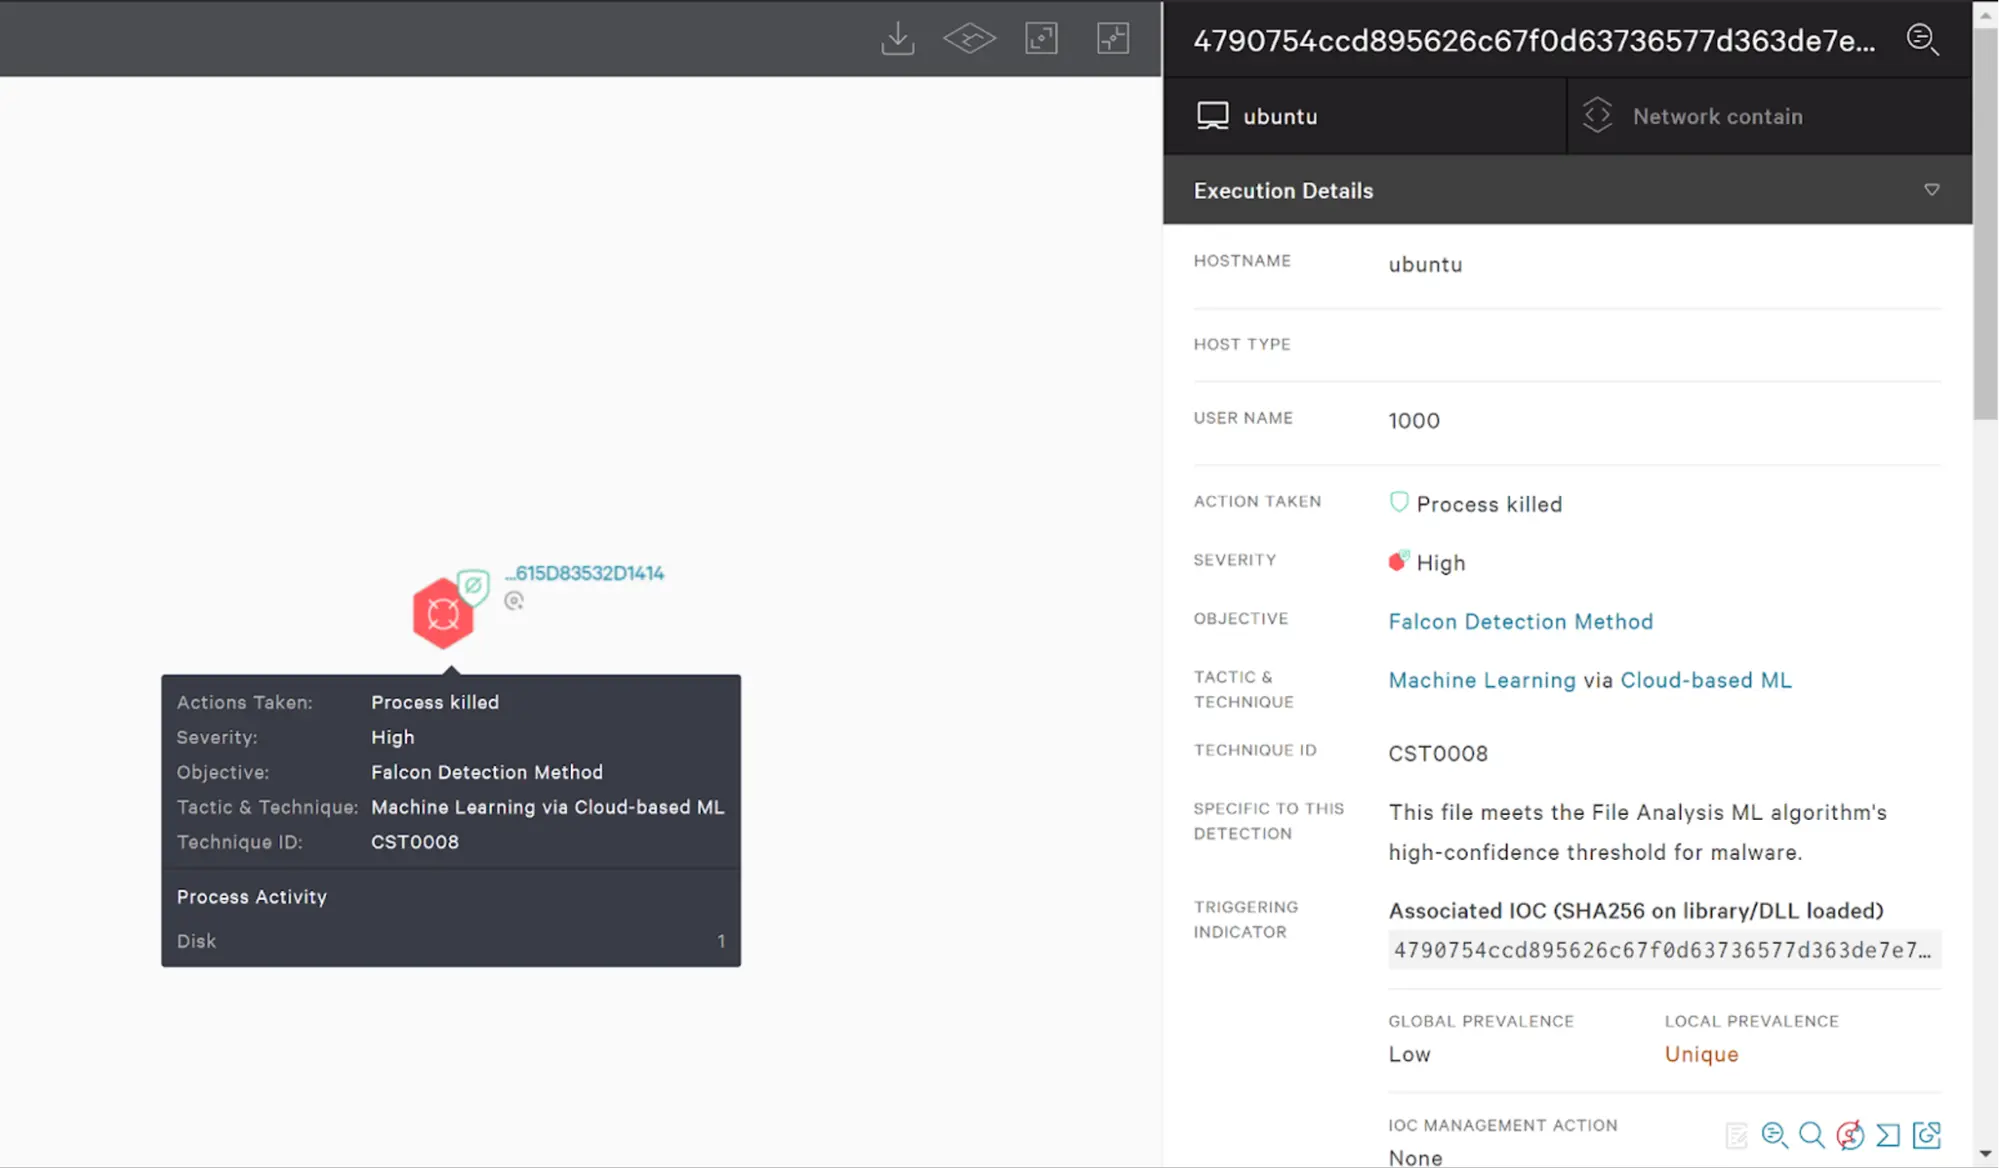 4790754ccd895626c67f0d63736577d363de7e...
ubuntu
Network contain
Execution Details
HOSTNAME
ubuntu
HOST TYPE
USER NAME
1000
ACTION TAKEN
Process killed
SEVERITY
High
OBJECTIVE
Falcon Detection Method
TACTIC &
TECHNIQUE
Machine Learning via Cloud-based ML
TECHNIQUE ID
CST0008
SPECIFIC TO THIS
DETECTION
This file meets the File Analysis ML algorithm's
high-confidence threshold for malware.
TRIGGERING
INDICATOR
Associated IOC (SHA256 on library/DLL loaded)
4790754ccd895626c67f0d63736577d363de7e7...
GLOBAL PREVALENCE
Low
LOCAL PREVALENCE
Unique
IOC MANAGEMENT ACTION
None
...615D83532D1414
Actions Taken: Process killed
Severity: High
Objective: Falcon Detection Method
Tactic & Technique: Machine Learning via Cloud-based ML
Technique ID: CST0008
Process Activity
Disk 1